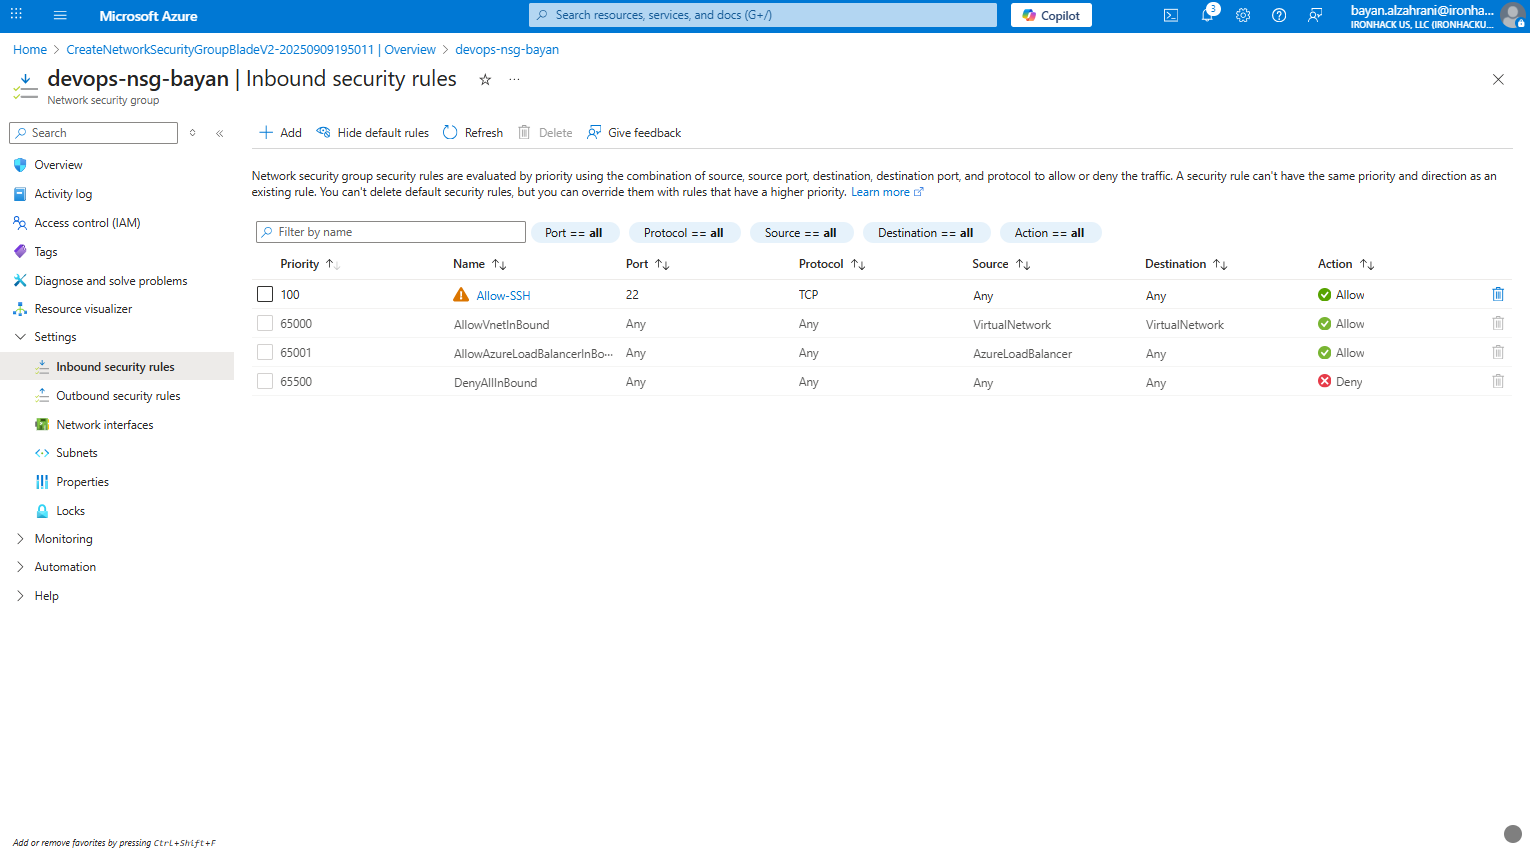 Microsoft Azure
Search resources, services, and docs (G+/)
Copilot
3
bayan.alzahrani@ironha...
IRONHACK US, LLC (IRONHACKU...
Home > CreateNetworkSecurityGroupBladeV2-20250909195011 | Overview > devops-nsg-bayan
devops-nsg-bayan | Inbound security rules
Network security group
Search
Add
Hide default rules
Refresh
Delete
Give feedback
Overview
Activity log
Access control (IAM)
Tags
Diagnose and solve problems
Resource visualizer
Settings
Inbound security rules
Outbound security rules
Network interfaces
Subnets
Properties
Locks
Monitoring
Automation
Help
Network security group security rules are evaluated by priority using the combination of source, source port, destination, destination port, and protocol to allow or deny the traffic. A security rule can't have the same priority and direction as an
existing rule. You can't delete default security rules, but you can override them with rules that have a higher priority. Learn more
Filter by name
Port == all
Protocol == all
Source == all
Destination == all
Action == all
Priority Name Port Protocol Source Destination Action
100 Allow-SSH 22 TCP Any Any Allow
65000 AllowVnetInBound Any Any VirtualNetwork VirtualNetwork Allow
65001 AllowAzureLoadBalancerInBo... Any Any AzureLoadBalancer Any Allow
65500 DenyAllInBound Any Any Any Any Deny
Add or remove favorites by pressing Ctrl+Shift+F